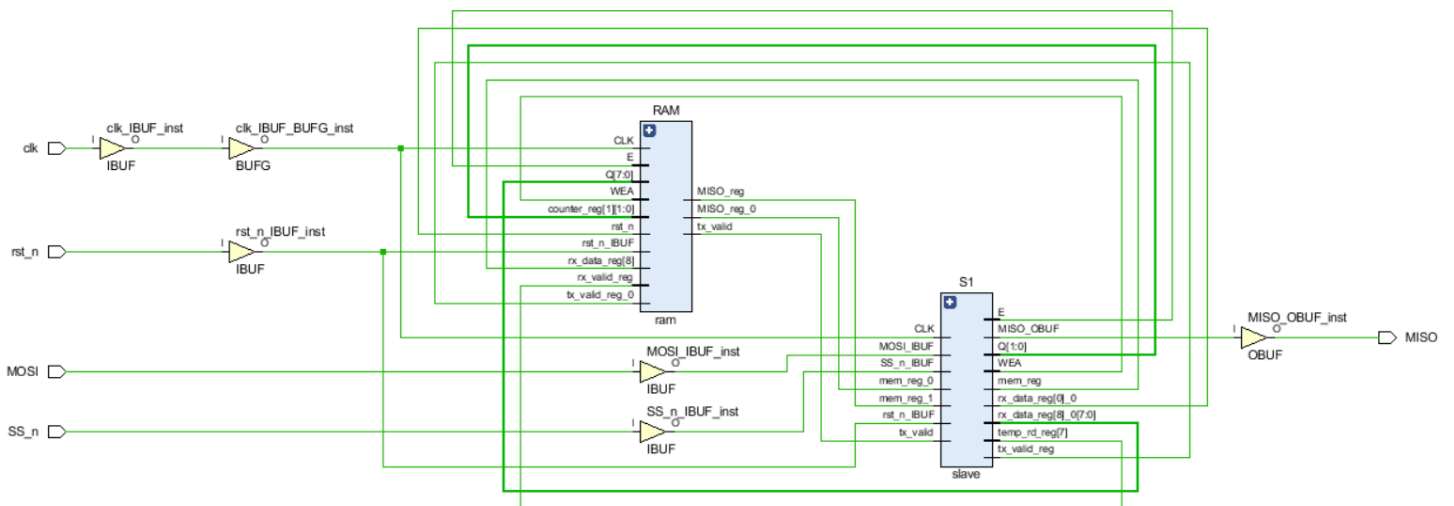 RAM
clk_IBUF_inst
clk_IBUF_BUFG_inst
clk
I
O
IBUF
I
O
BUFG
CLK
E
Q[7:0]
WEA
counter_reg[1][1:0]
rst_n
rst_n_IBUF
rx_data_reg[8]
rx_valid_reg
tx_valid_reg_0
MISO_reg
MISO_reg_0
tx_valid
ram
rst_n_IBUF_inst
rst_n
I
O
IBUF
S1
CLK
MOSI_IBUF
SS_n_IBUF
mem_reg_0
mem_reg_1
rst_n_IBUF
tx_valid
E
MISO_OBUF
Q[1:0]
WEA
mem_reg
rx_data_reg[0]_0
rx_data_reg[8]_0[7:0]
temp_rd_reg[7]
tx_valid_reg
slave
MISO_OBUF_inst
I
O
OBUF
MISO
MOSI_IBUF_inst
MOSI
I
O
IBUF
SS_n_IBUF_inst
SS_n
I
O
IBUF